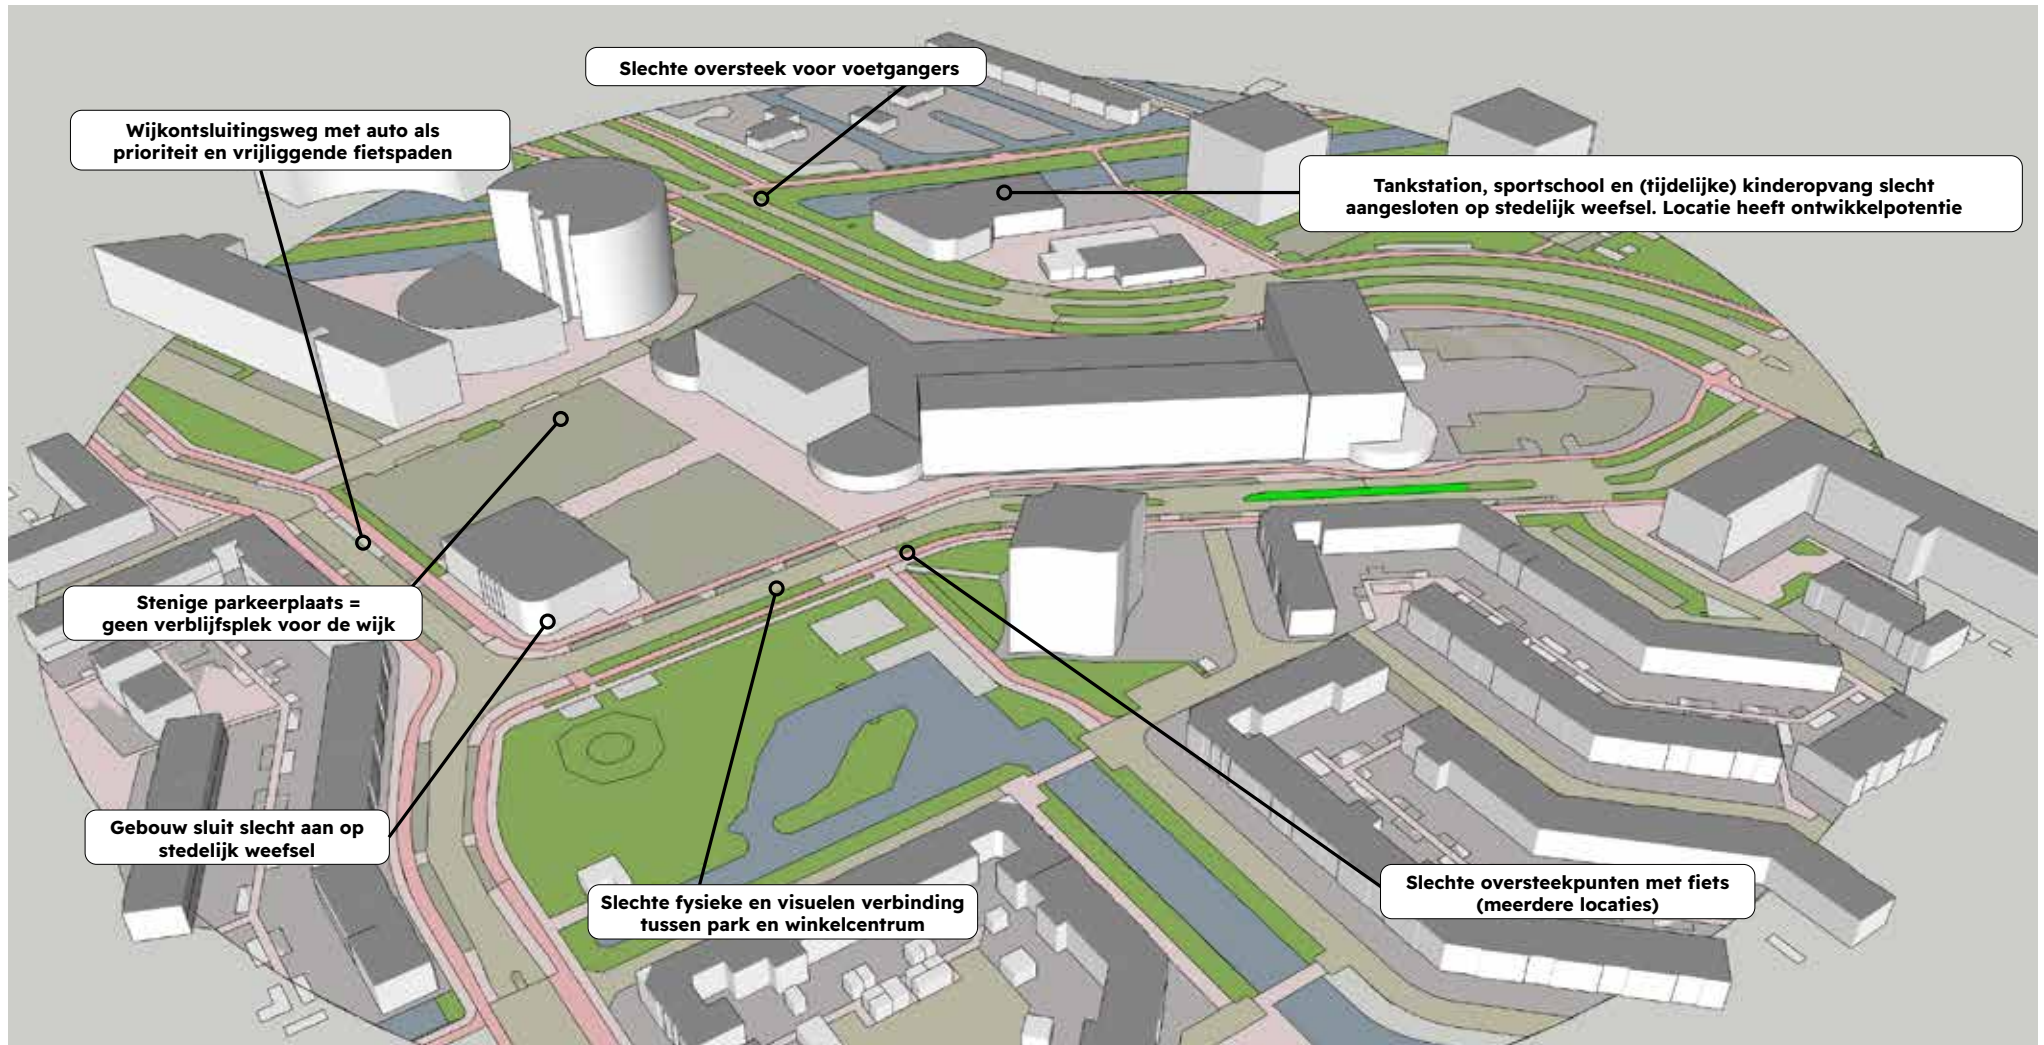 Slechte oversteek voor voetgangers
Wijkontsluitingsweg met auto als
prioriteit en vrijliggende fietspaden
Tankstation, sportschool en (tijdelijke) kinderopvang slecht
aangesloten op stedelijk weefsel. Locatie heeft ontwikkelpotentie
Stenige parkeerplaats =
geen verblijfsplek voor de wijk
Gebouw sluit slecht aan op
stedelijk weefsel
Slechte fysieke en visuelen verbinding
tussen park en winkelcentrum
Slechte oversteekpunten met fiets
(meerdere locaties)